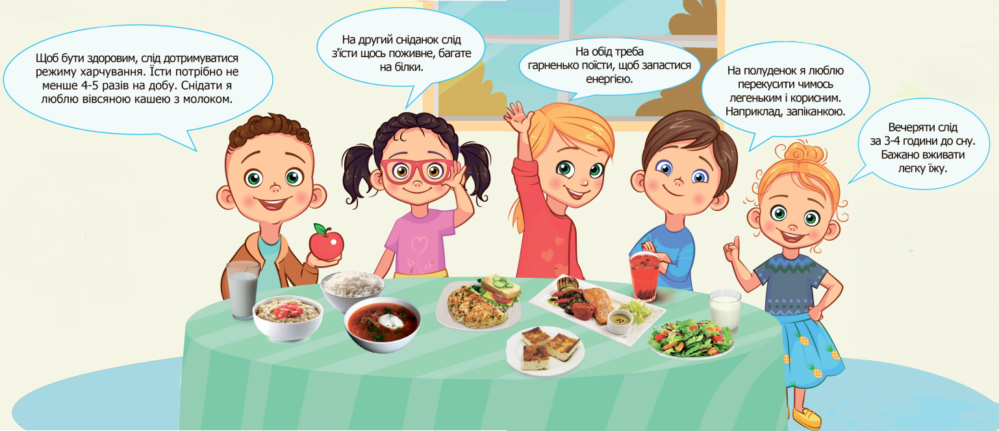 Щоб бути здоровим, слід дотримуватися
режиму харчування. Їсти потрібно не
менше 4-5 разів на добу. Снідати я
люблю вівсяною кашею з молоком.
На другий сніданок слід
з'їсти щось поживне, багате
на білки.
На обід треба
гарненько поїсти, щоб запастися
енергією.
На полуденок я люблю
перекусити чимось
легеньким і корисним.
Наприклад, запіканкою.
Вечеряти слід
за 3-4 години до сну.
Бажано вживати
легку їжу.